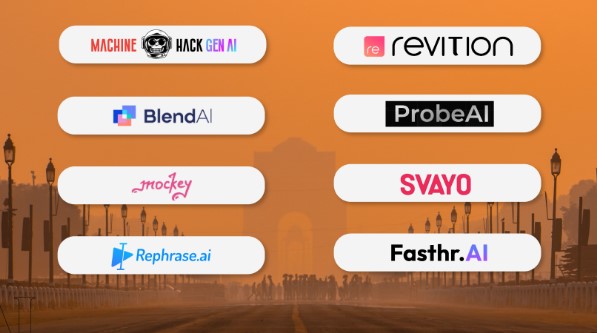 MACHINE HACK GEN AI
re revition
BlendAI
ProbeAI
mockey
SVAYO
Rephrase.ai
Fasthr.AI